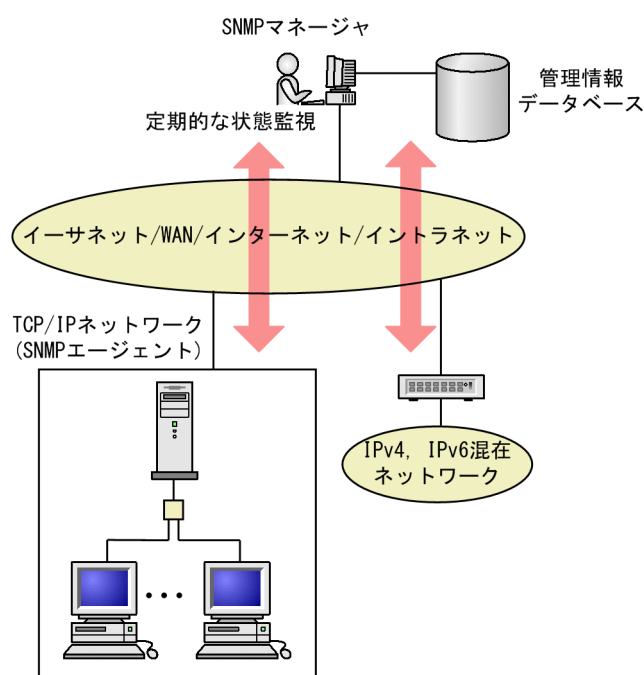 SNMPマネージャ
管理情報
データベース
定期的な状態監視
イーサネット/WAN/インターネット/イントラネット
TCP/IPネットワーク
(SNMPエージェント)
IPv4, IPv6混在
ネットワーク